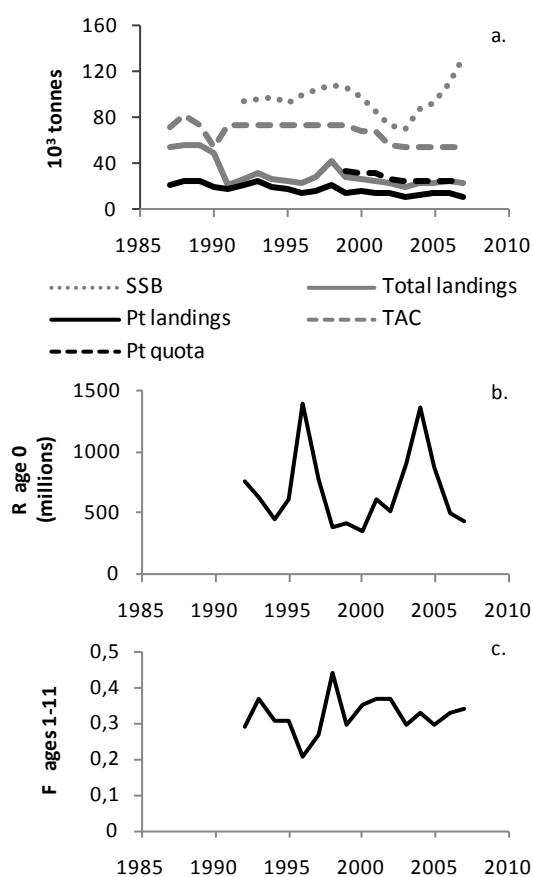 a.
10³ tonnes
160
120
80
40
0
1985 1990 1995 2000 2005 2010
SSB Total landings
Pt landings TAC
Pt quota
b.
R age 0
(millions)
1500
1000
500
0
1985 1990 1995 2000 2005 2010
c.
F ages 1-11
0,5
0,4
0,3
0,2
0,1
0
1985 1990 1995 2000 2005 2010